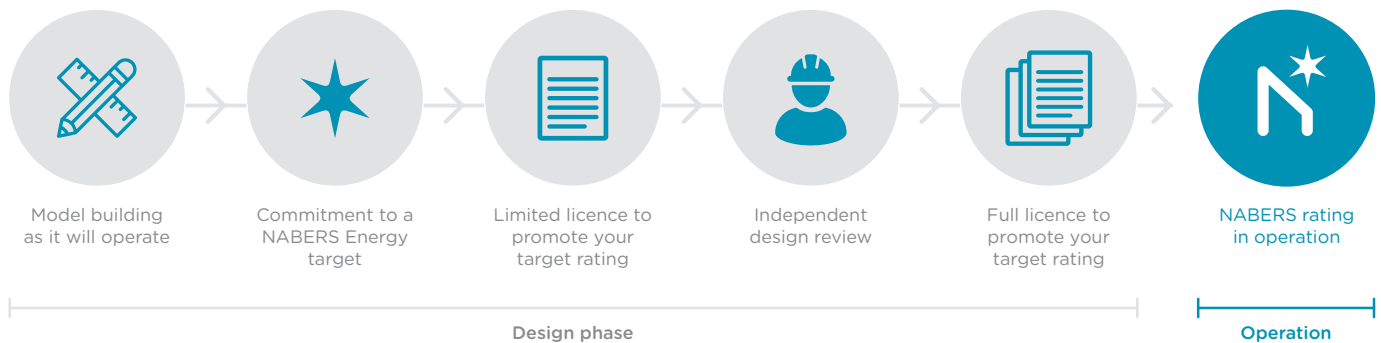 Model building
as it will operate
Commitment to a
NABERS Energy
target
Limited licence to
promote your
target rating
Independent
design review
Full licence to
promote your
target rating
NABERS rating
in operation
Design phase
Operation